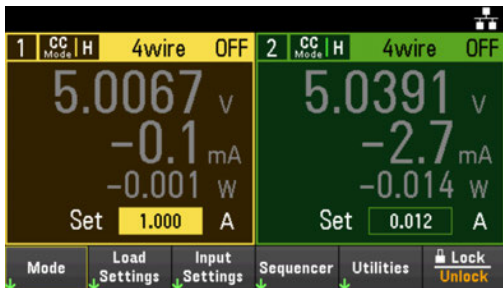 1 CC Mode H 4wire OFF 2 CC Mode H 4wire OFF
5.0067 V 5.0391 V
-0.1 mA -2.7 mA
-0.001 W -0.014 W
Set 1.000 A Set 0.012 A
Mode Load Settings Input Settings Sequencer Utilities Lock Unlock